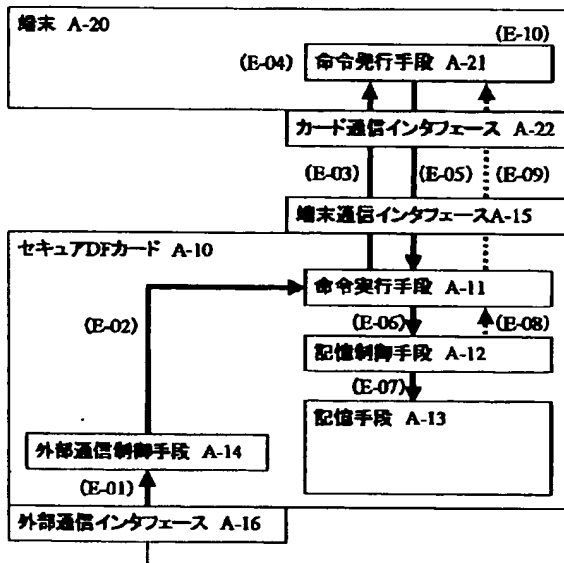 端末 A-20
(E-10)
(E-04)
命令発行手段 A-21
カード通信インタフェース A-22
(E-03)
(E-05)
(E-09)
端末通信インタフェースA-15
セキュアDFカード A-10
命令実行手段 A-11
(E-02)
(E-06)
(E-08)
記憶制御手段 A-12
(E-07)
記憶手段 A-13
外部通信制御手段 A-14
(E-01)
外部通信インタフェース A-16